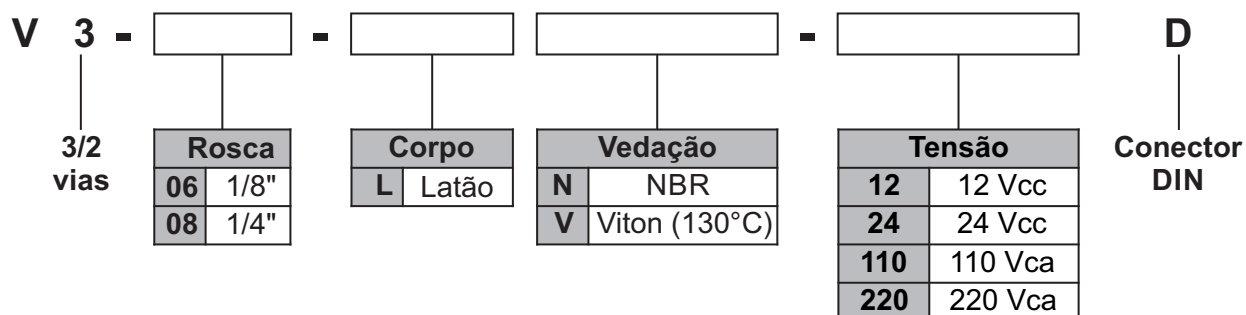 V 3 - - - D
3/2 vias
Rosca
06 1/8"
08 1/4"
Corpo
L Latão
Vedação
N NBR
V Viton (130°C)
Tensão
12 12 Vcc
24 24 Vcc
110 110 Vca
220 220 Vca
Conector
DIN